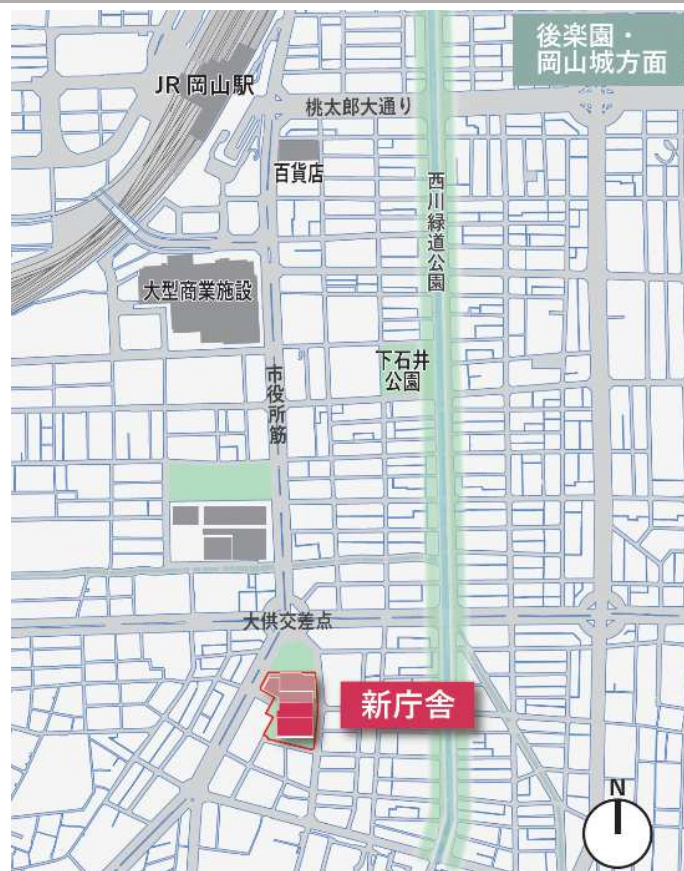 後楽園・
岡山城方面
JR 岡山駅
桃太郎大通り
百貨店
西川緑道公園
大型商業施設
下石井
公園
市役所筋
大供交差点
新庁舎
N